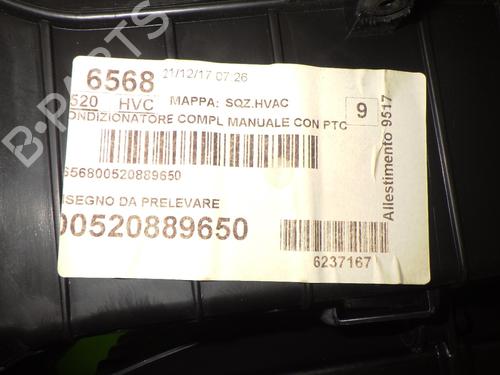 6568
21/12/17 07:26
520 HVC
MAPPA: SQZ.HVAC
9
ONDIZIONATORE COMPL MANUALE CON PTC
656800520889650
ISEGNO DA PRELEVARE
00520889650
6237167
Allestimento 9517
B-PARTS